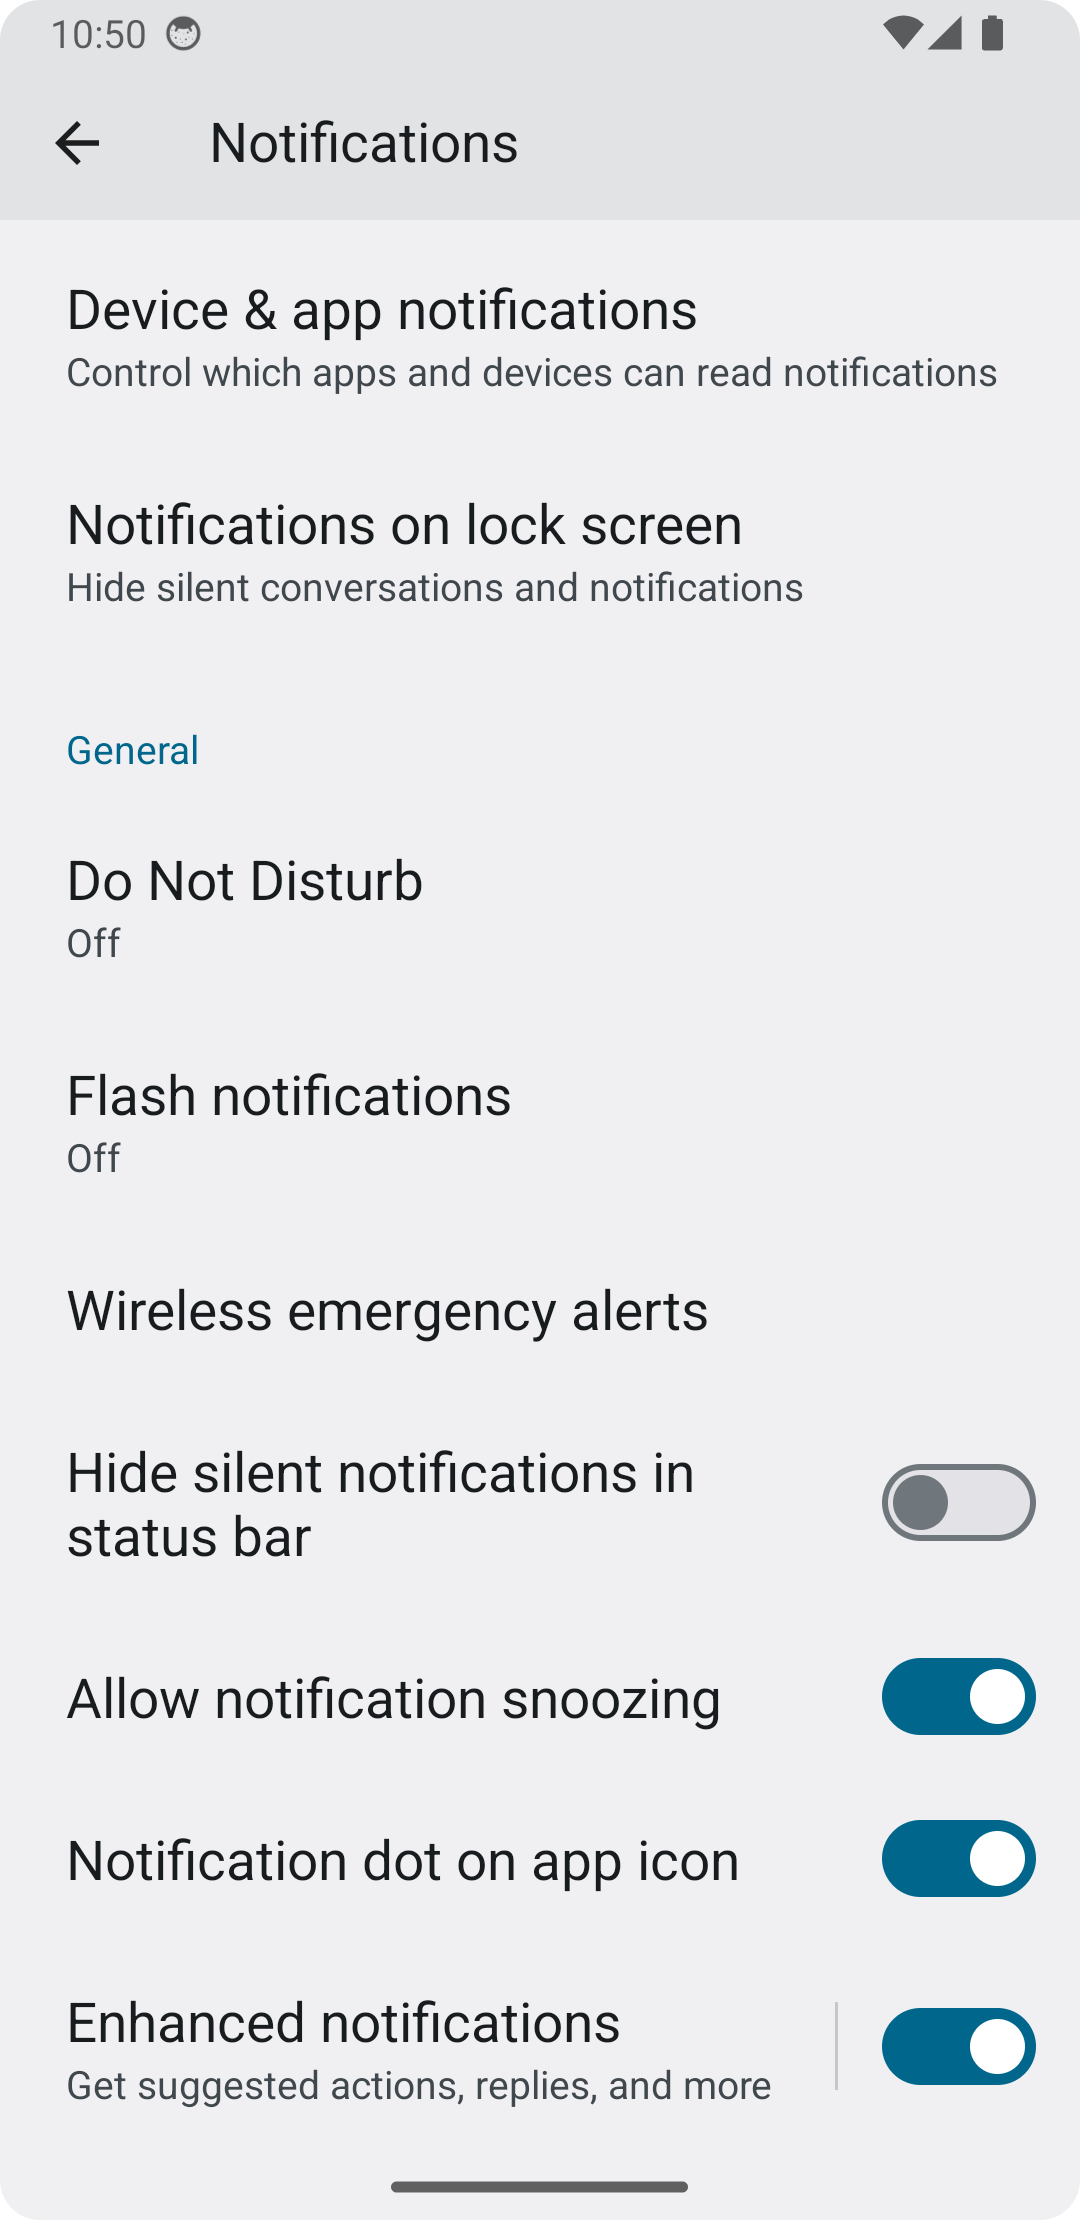 10:50
Notifications
Device & app notifications
Control which apps and devices can read notifications
Notifications on lock screen
Hide silent conversations and notifications
General
Do Not Disturb
Off
Flash notifications
Off
Wireless emergency alerts
Hide silent notifications in
status bar
Allow notification snoozing
Notification dot on app icon
Enhanced notifications
Get suggested actions, replies, and more